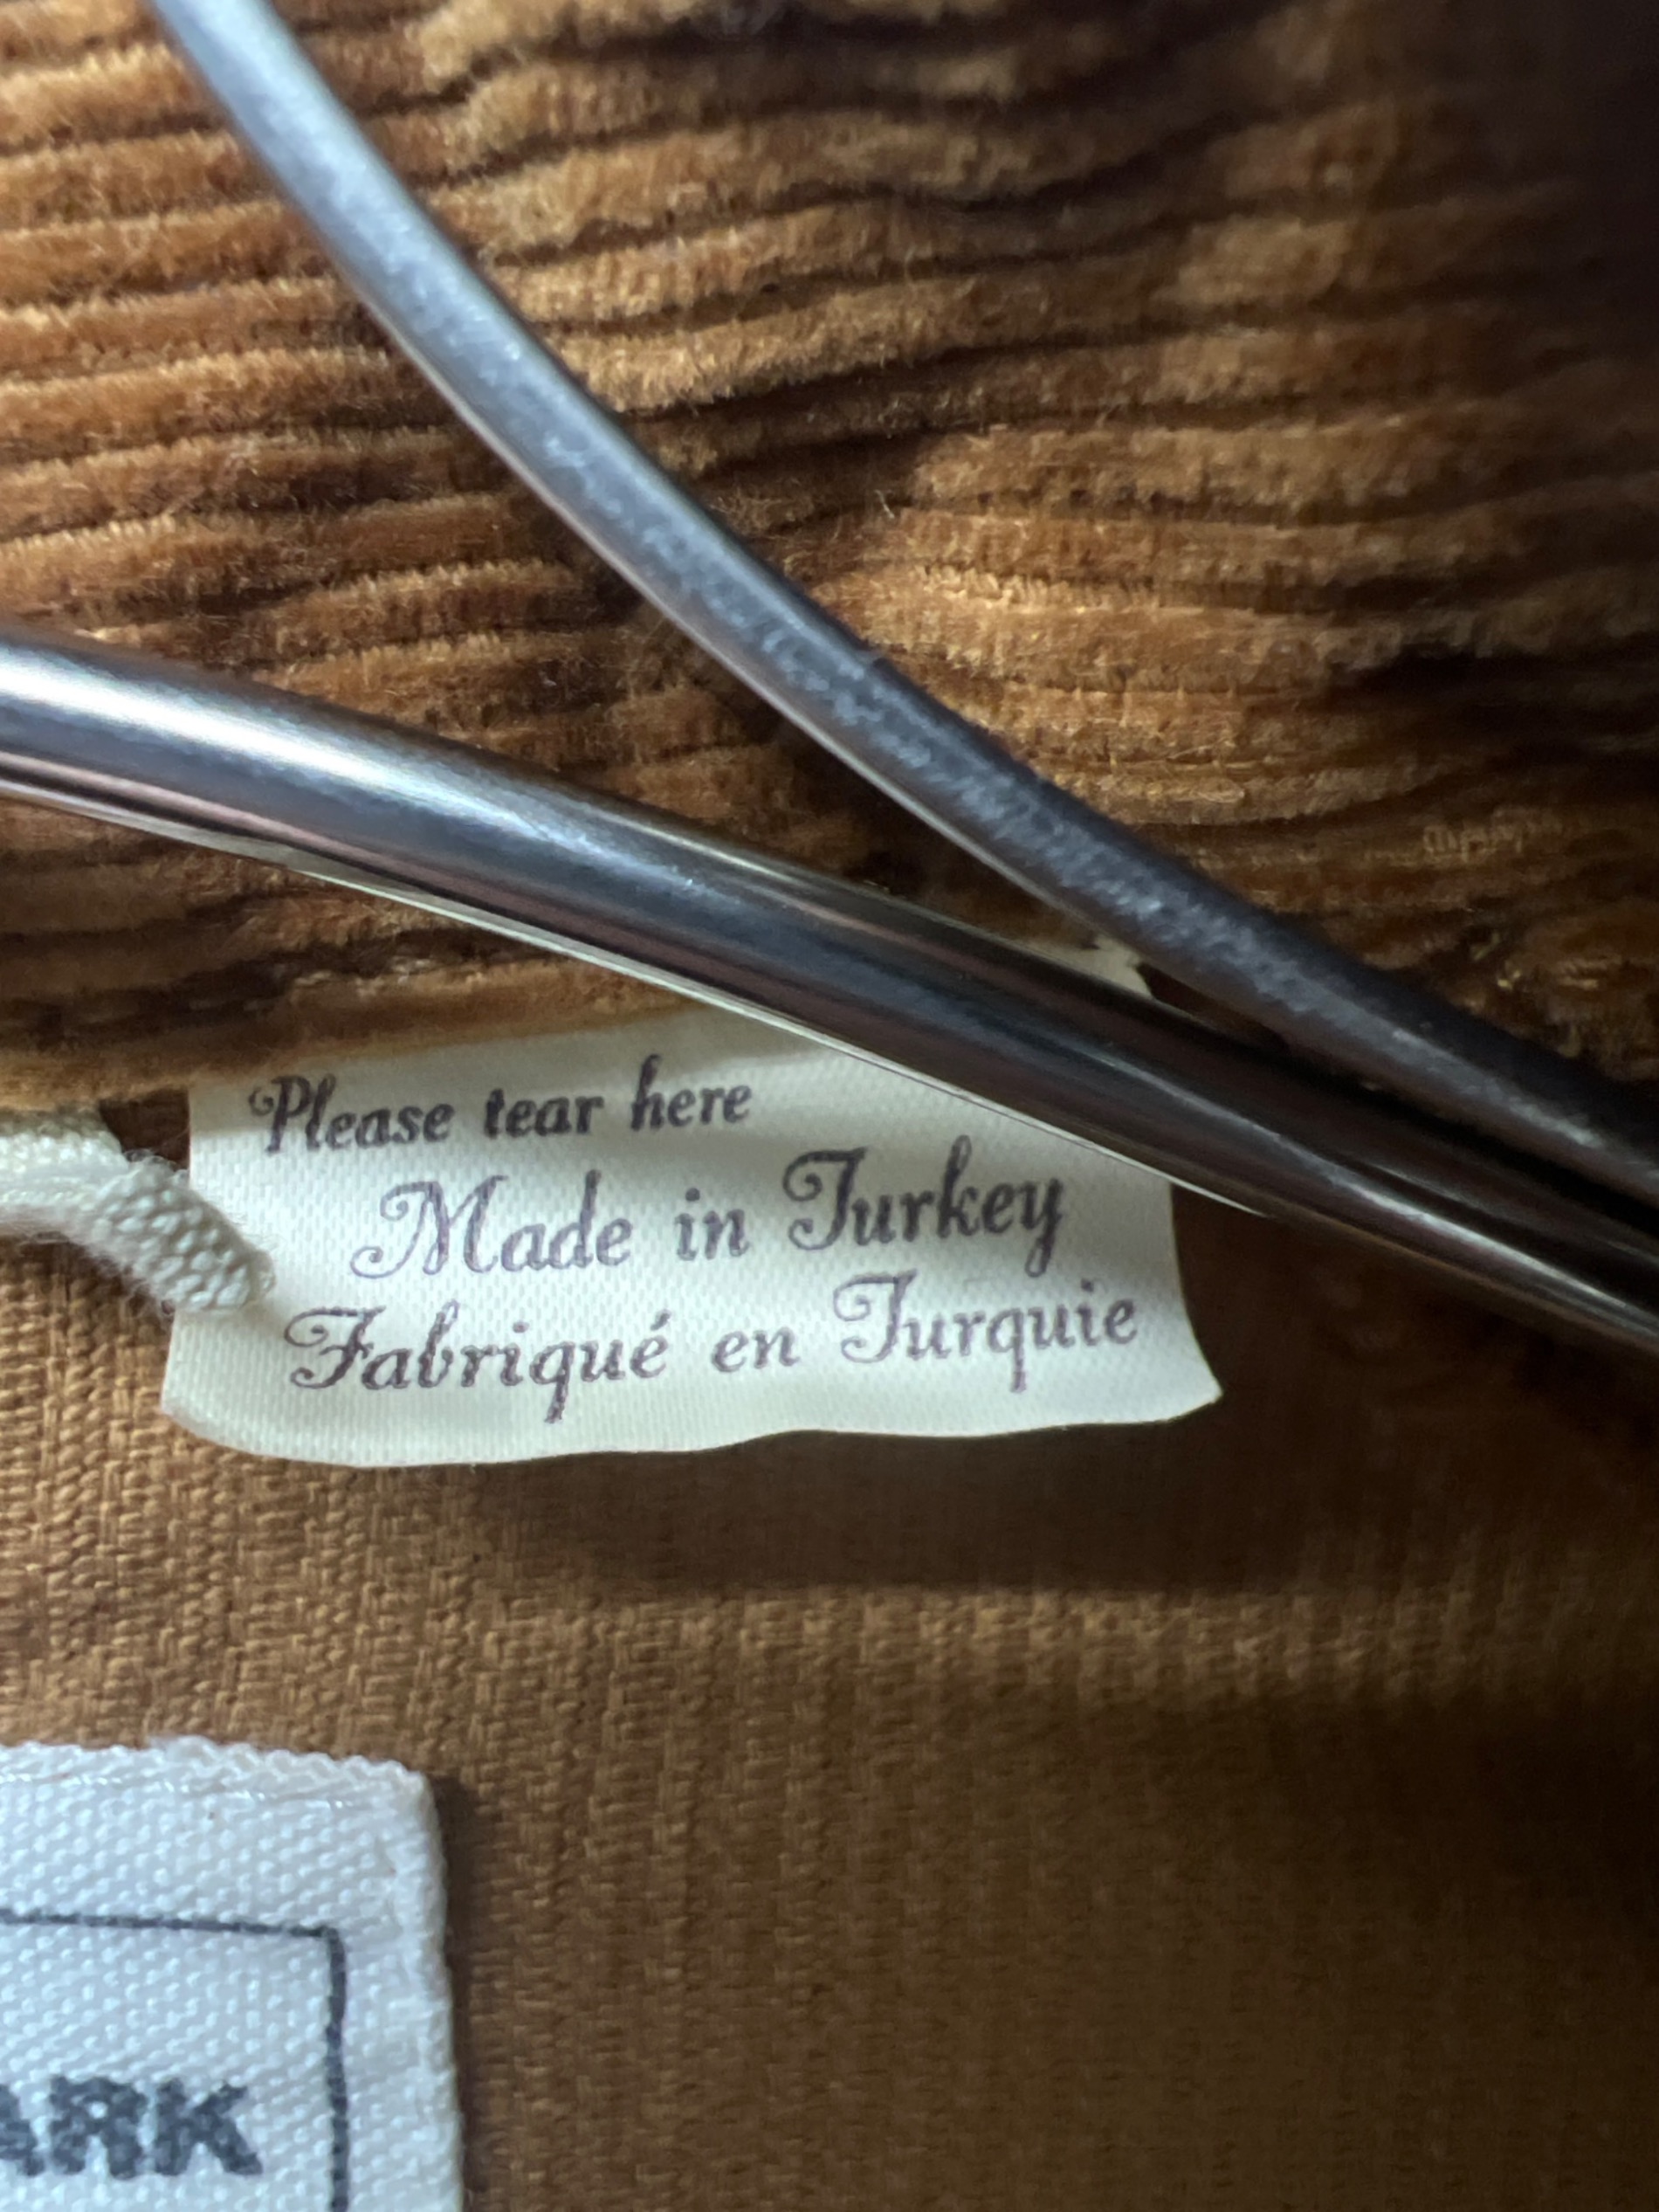 Please tear here
Made in Turkey
Fabriqué en Turquie
ARK